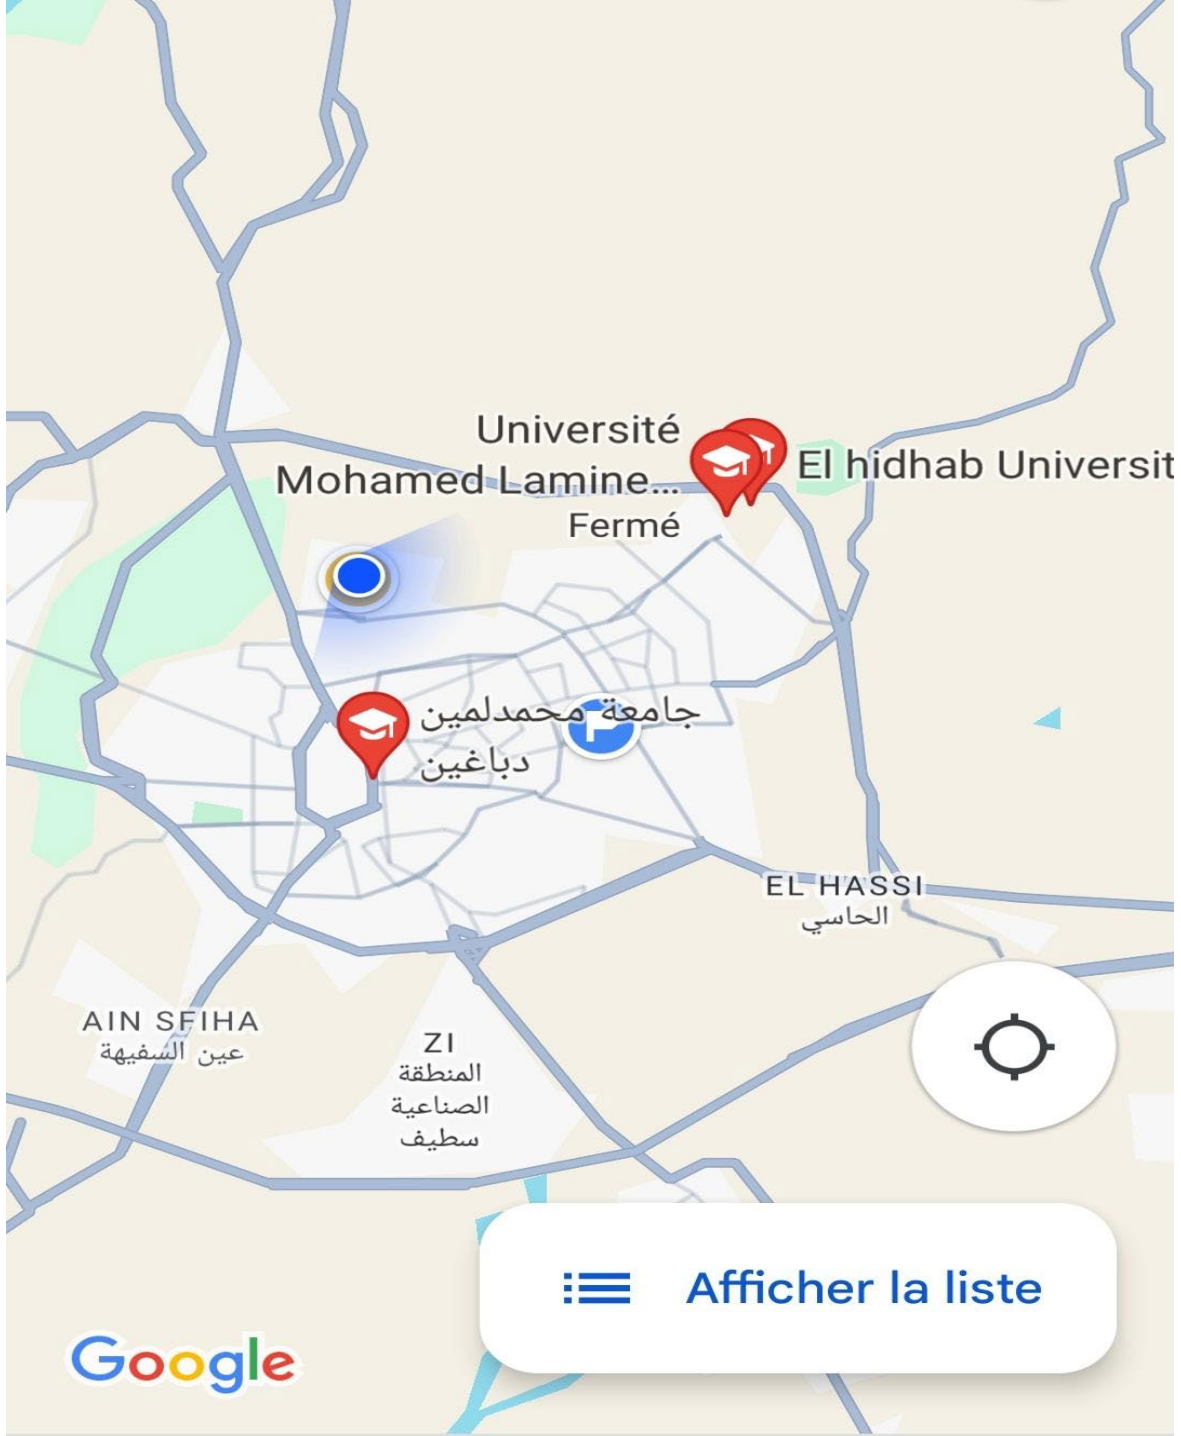 Université
Mohamed Lamine...
Fermé
El hidhab Universit
جامعة محمدلمين
دباغين
EL HASSI
الحاسي
AIN SFIHA
عين السفيهة
ZI
المنطقة
الصناعية
سطيف
Afficher la liste
Google